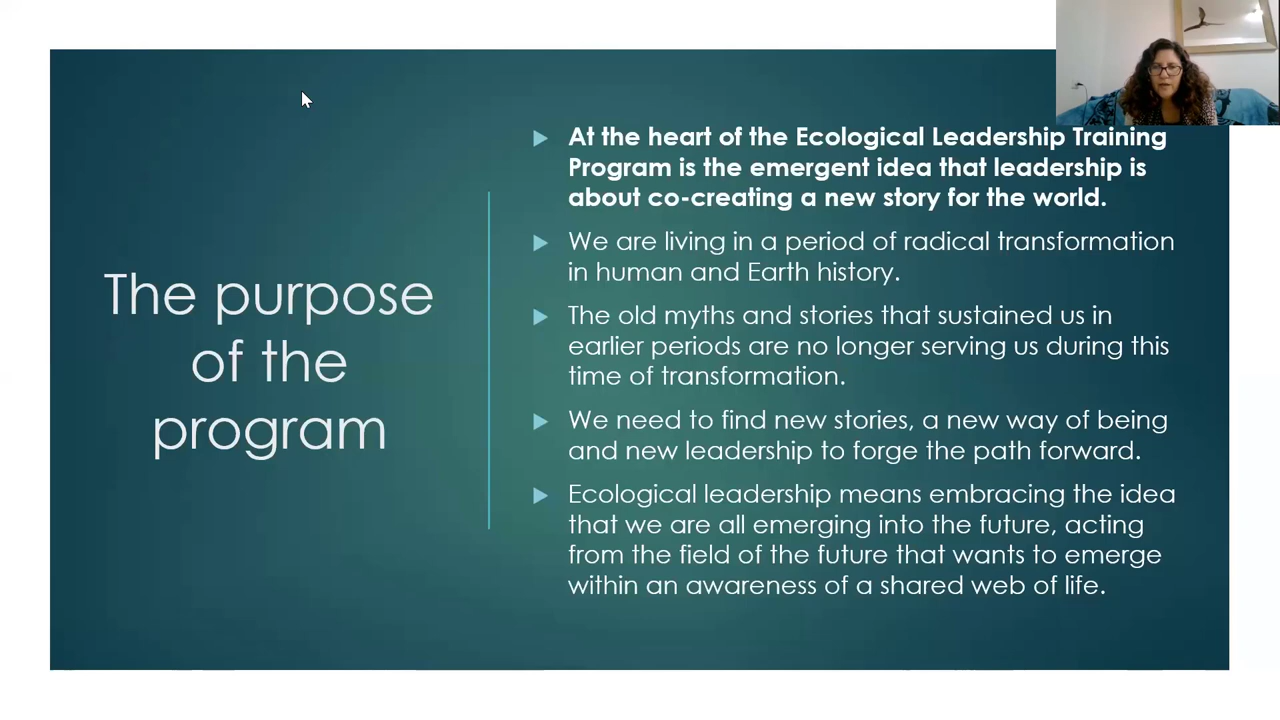 The purpose
of the
program
At the heart of the Ecological Leadership Training
Program is the emergent idea that leadership is
about co-creating a new story for the world.
We are living in a period of radical transformation
in human and Earth history.
The old myths and stories that sustained us in
earlier periods are no longer serving us during this
time of transformation.
We need to find new stories, a new way of being
and new leadership to forge the path forward.
Ecological leadership means embracing the idea
that we are all emerging into the future, acting
from the field of the future that wants to emerge
within an awareness of a shared web of life.